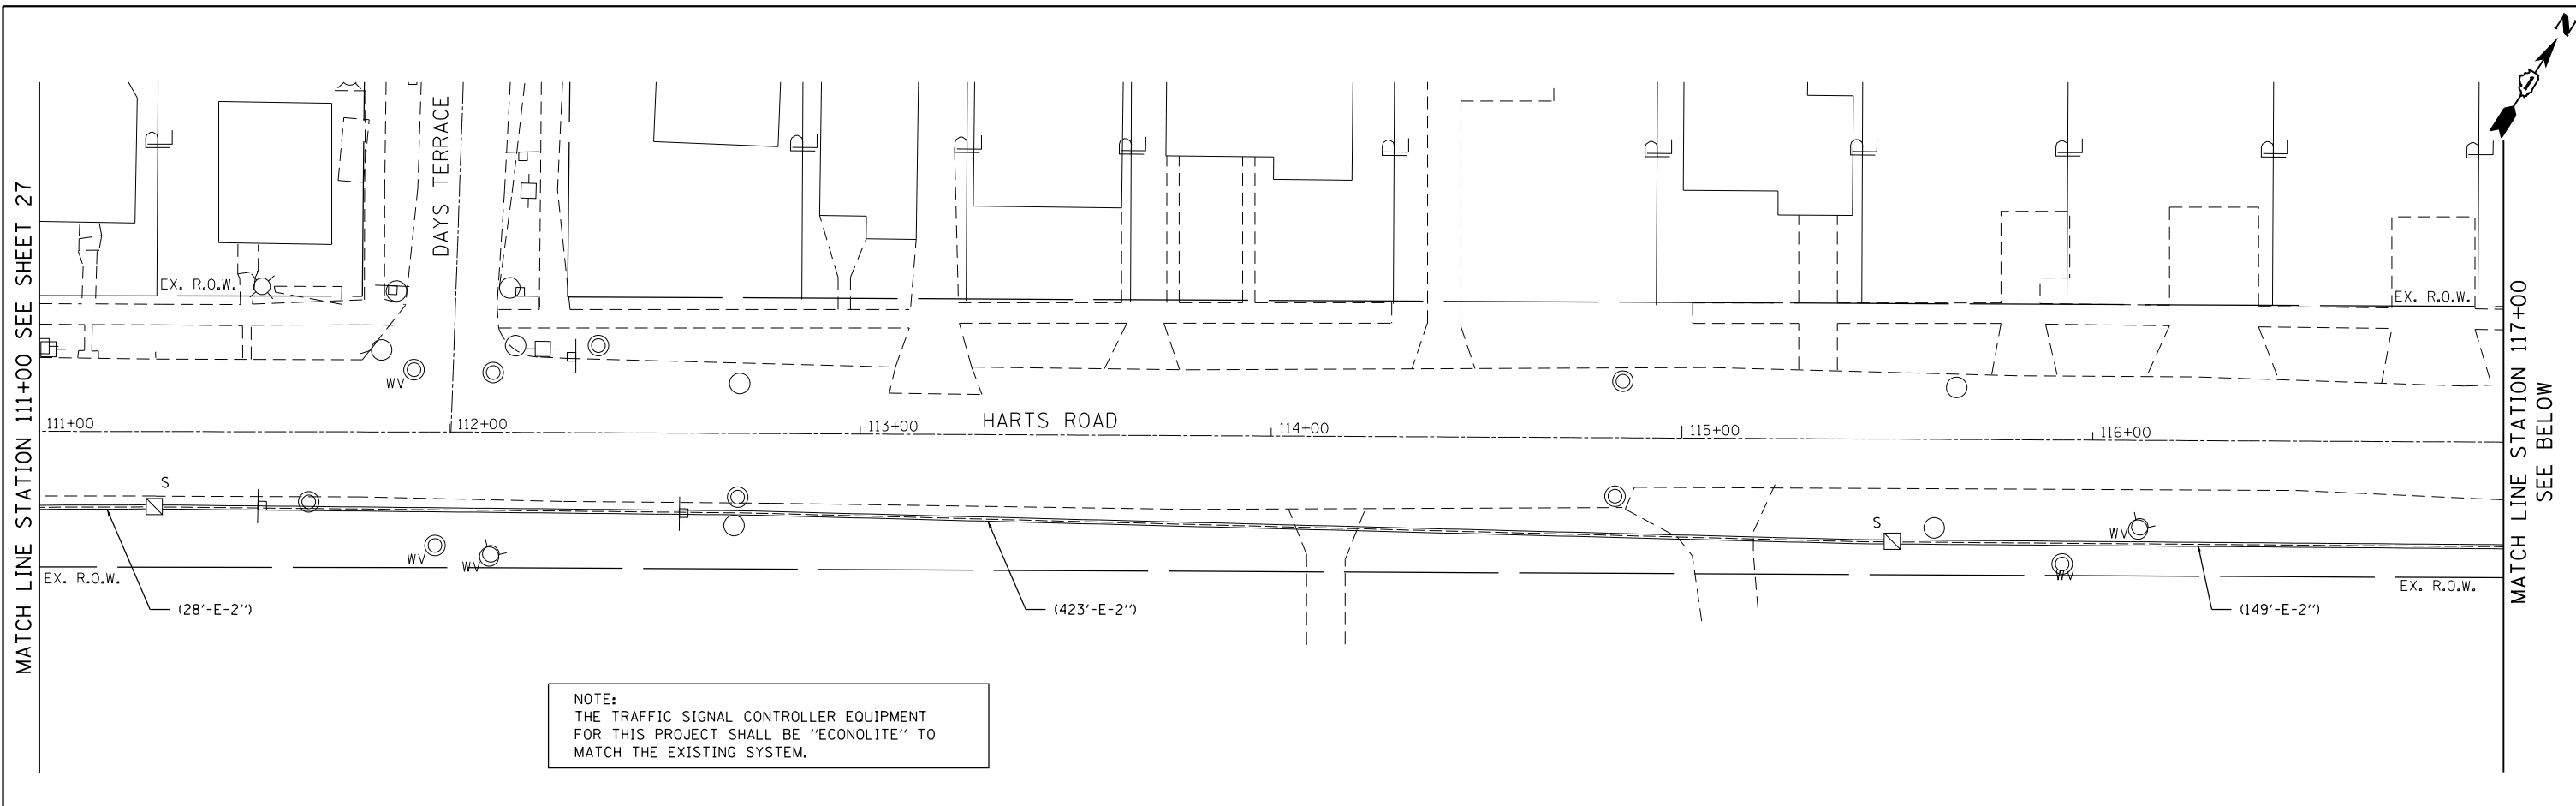 N
MATCH LINE STATION 111+00 SEE SHEET 27
DAYS TERRACE
EX. R.O.W.
EX. R.O.W.
WV
111+00
112+00
113+00
HARTS ROAD
114+00
115+00
116+00
MATCH LINE STATION 117+00
SEE BELOW
S
S
WV
WV
WV
WV
EX. R.O.W.
EX. R.O.W.
(28'-E-2'')
(423'-E-2'')
(149'-E-2'')
NOTE:
THE TRAFFIC SIGNAL CONTROLLER EQUIPMENT
FOR THIS PROJECT SHALL BE "ECONOLITE" TO
MATCH THE EXISTING SYSTEM.